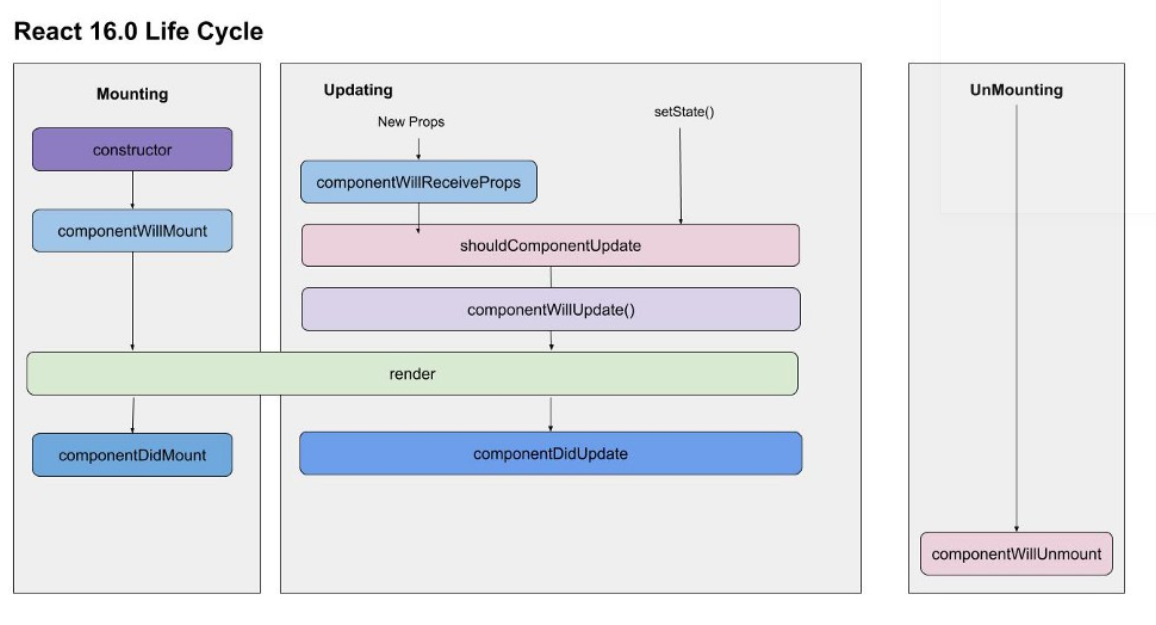 React 16.0 Life Cycle
Mounting
constructor
componentWillMount
Updating
New Props
setState()
componentWillReceiveProps
shouldComponentUpdate
componentWillUpdate()
render
componentDidMount
componentDidUpdate
UnMounting
componentWillUnmount